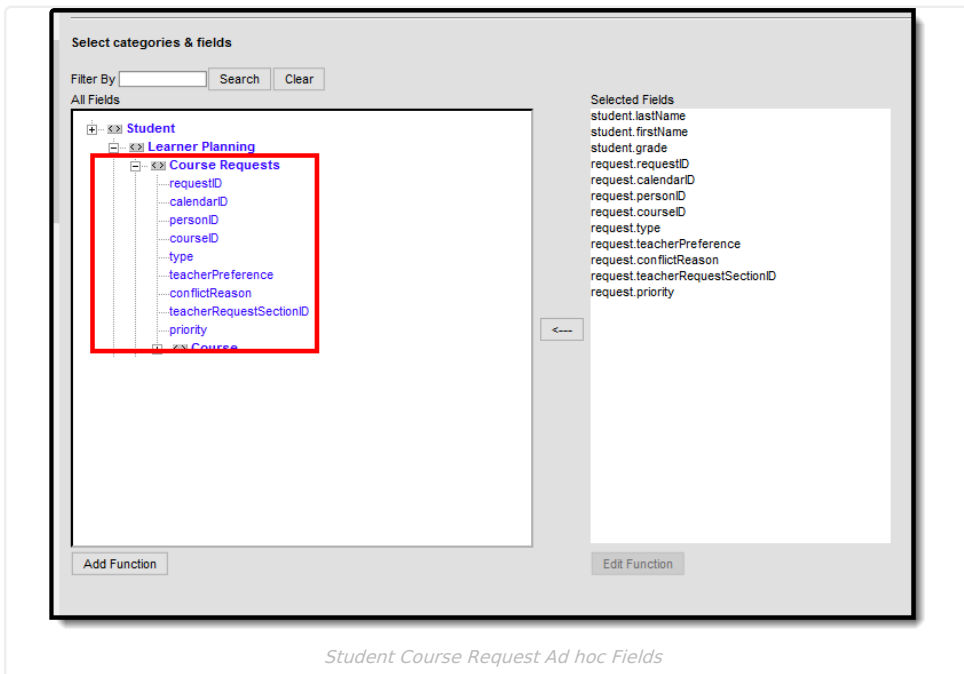 Select categories & fields
Filter By Search Clear
All Fields
Student
Learner Planning
Course Requests
requestID
calendarID
personID
courseID
type
teacherPreference
conflictReason
teacherRequestSectionID
priority
Course
Add Function
<---
Selected Fields
student.lastName
student.firstName
student.grade
request.requestID
request.calendarID
request.personID
request.courseID
request.type
request.teacherPreference
request.conflictReason
request.teacherRequestSectionID
request.priority
Edit Function
Student Course Request Ad hoc Fields